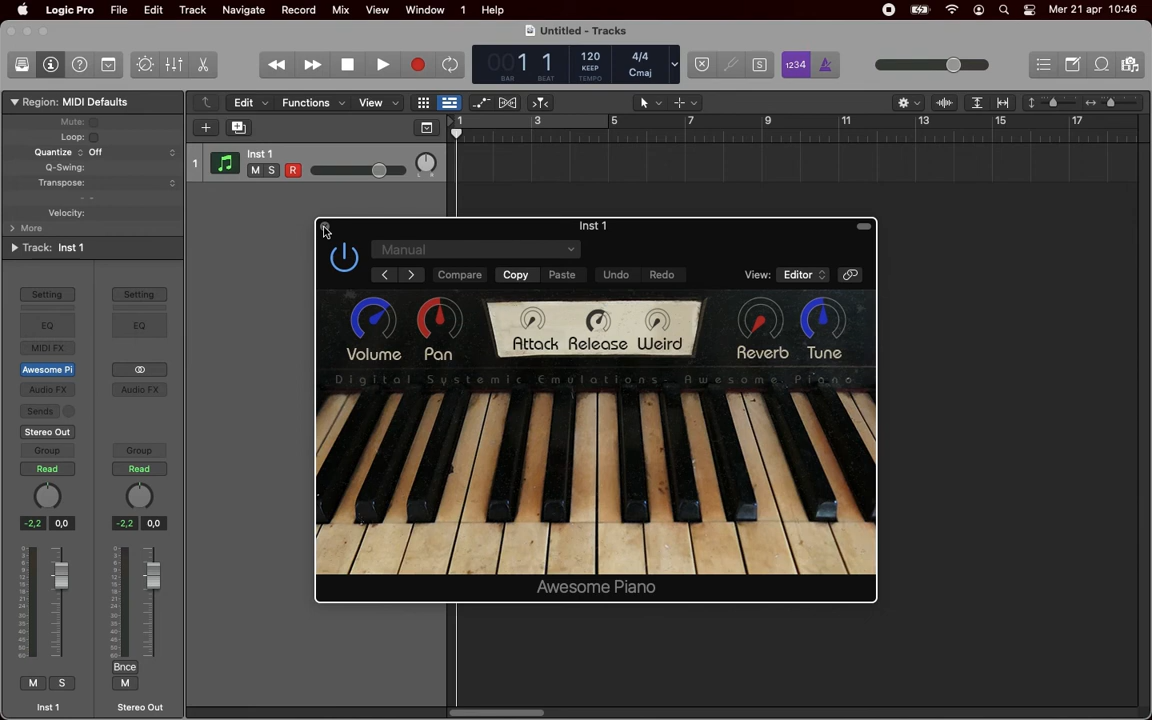 Logic Pro File Edit Track Navigate Record Mix View Window 1 Help Mer 21 apr 10:46
Untitled - Tracks
001 1 120 4/4 1234
KEEP Cmaj
BAR BEAT TEMPO
Region: MIDI Defaults Edit Functions View
Mute: 1 3 5 7 9 11 13 15 17
Loop:
Quantize Off 1 Inst 1
Q-Swing: M S R
Transpose: L R
Velocity:
More
Track: Inst 1
Inst 1
Manual
Compare Copy Paste Undo Redo View: Editor
Setting Setting
EQ EQ
MIDI FX
Awesome Pi
Audio FX Audio FX
Sends
Stereo Out
Group Group
Read Read
-2,2 0,0 -2,2 0,0
Volume Pan Attack Release Weird Reverb Tune
Digital Systemic Emulations- Awesome Piano
Awesome Piano
Bnce
M S M
Inst 1 Stereo Out